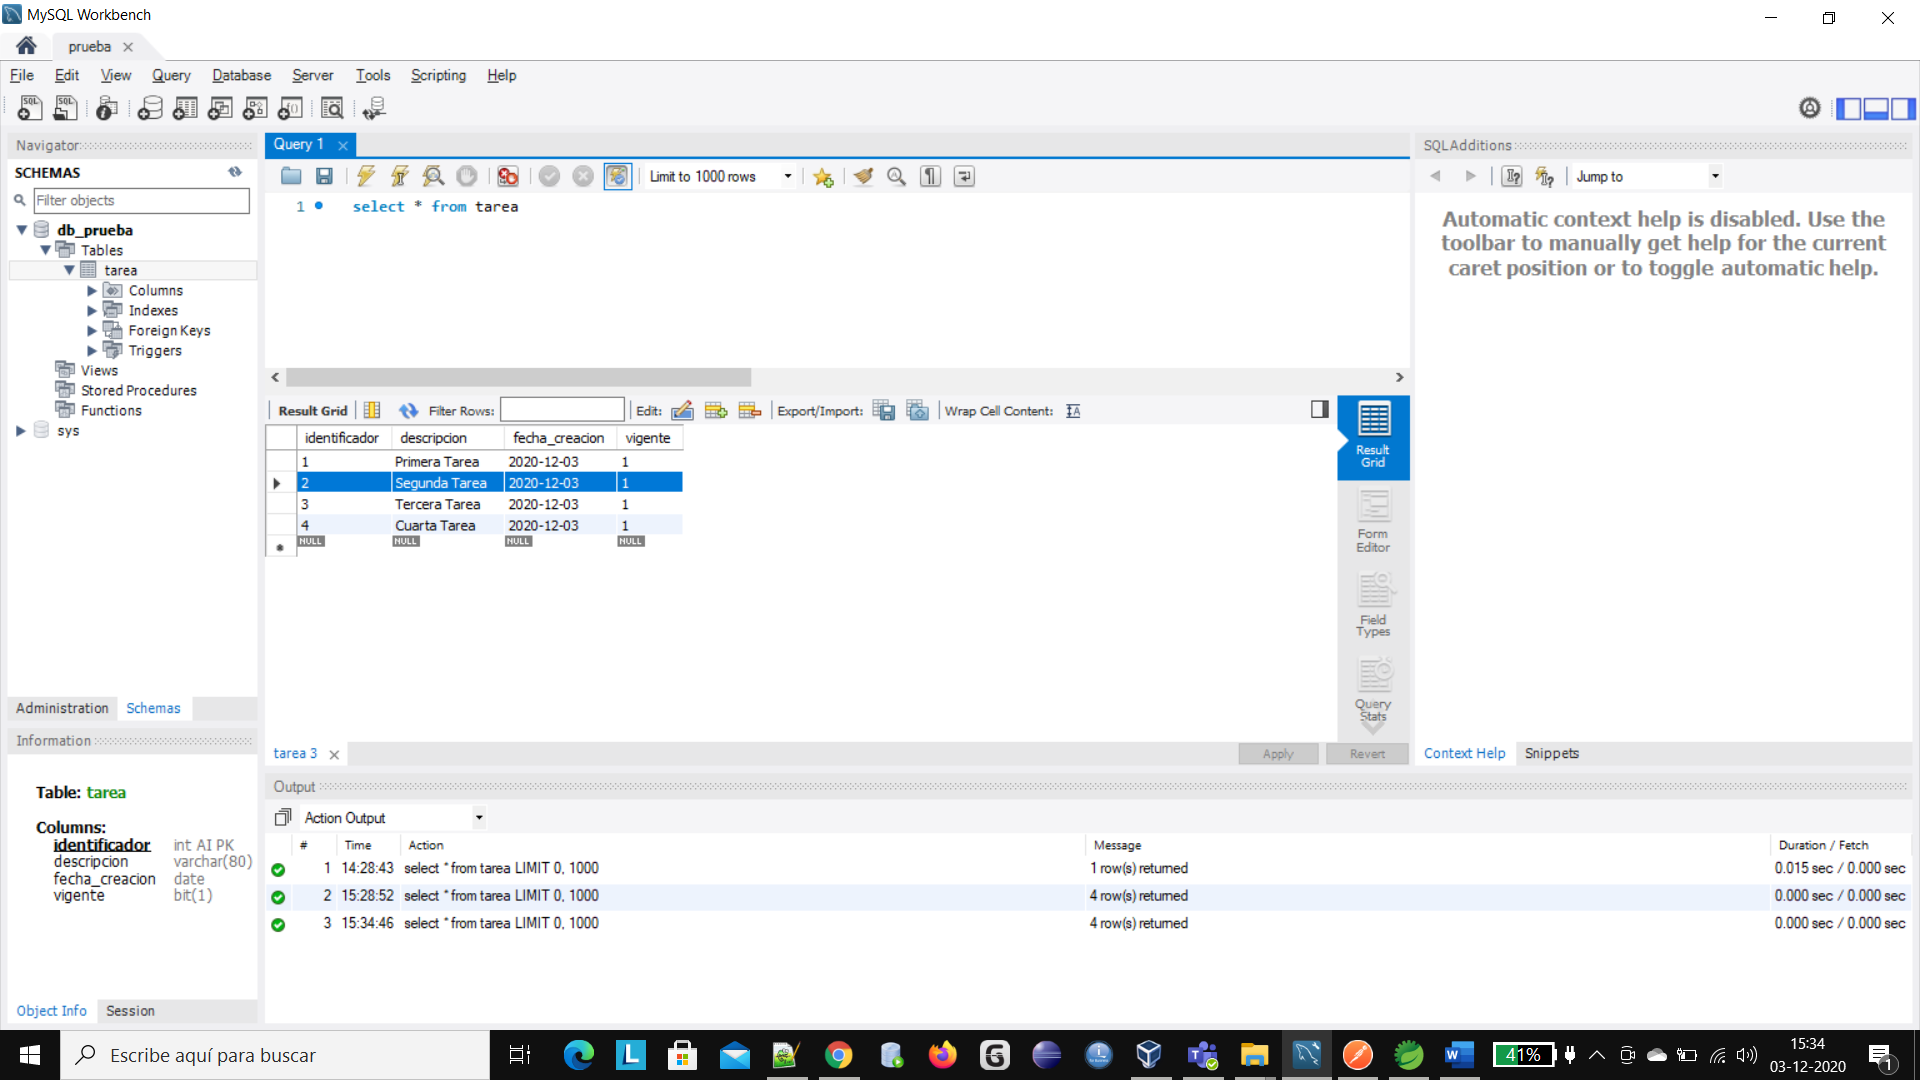 MySQL Workbench
prueba
File Edit View Query Database Server Tools Scripting Help
Navigator
SCHEMAS
Filter objects
db_prueba
Tables
tarea
Columns
Indexes
Foreign Keys
Triggers
Views
Stored Procedures
Functions
sys
Administration Schemas
Information
Table: tarea
Columns:
identificador int AI PK
descripcion varchar(80)
fecha_creacion date
vigente bit(1)
Object Info Session
Query 1
Limit to 1000 rows
1 select * from tarea
Result Grid Filter Rows: Edit: Export/Import: Wrap Cell Content:
identificador descripcion fecha_creacion vigente
1 Primera Tarea 2020-12-03 1
2 Segunda Tarea 2020-12-03 1
3 Tercera Tarea 2020-12-03 1
4 Cuarta Tarea 2020-12-03 1
NULL NULL NULL NULL
Result Grid
Form Editor
Field Types
Query Stats
tarea 3 Apply Revert
SQLAdditions
Jump to
Automatic context help is disabled. Use the
toolbar to manually get help for the current
caret position or to toggle automatic help.
Context Help Snippets
Output
Action Output
# Time Action Message Duration / Fetch
1 14:28:43 select * from tarea LIMIT 0, 1000 1 row(s) returned 0.015 sec / 0.000 sec
2 15:28:52 select * from tarea LIMIT 0, 1000 4 row(s) returned 0.000 sec / 0.000 sec
3 15:34:46 select * from tarea LIMIT 0, 1000 4 row(s) returned 0.000 sec / 0.000 sec
Escribe aquí para buscar
41%
15:34
03-12-2020
1